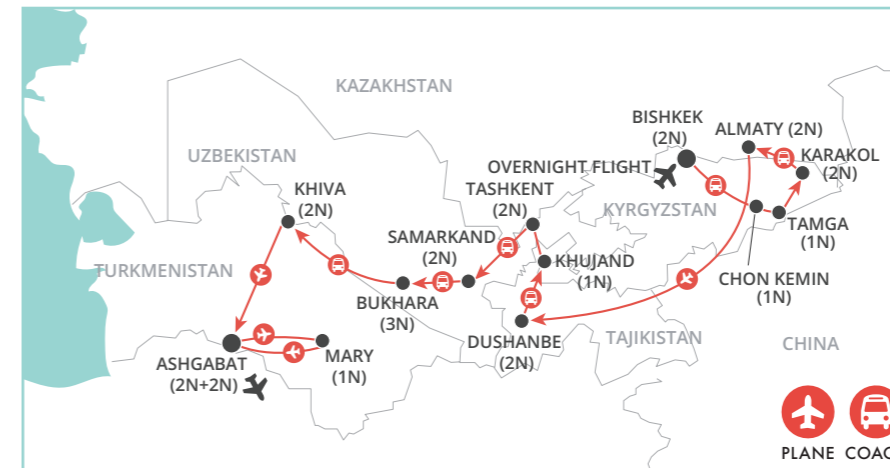 KAZAKHSTAN
UZBEKISTAN
TURKMENISTAN
KYRGYZSTAN
TAJIKISTAN
CHINA
BISHKEK
(2N)
ALMATY (2N)
KARAKOL
(2N)
OVERNIGHT FLIGHT
TASHKENT
(2N)
KHIVA
(2N)
SAMARKAND
(2N)
KHUJAND
(1N)
TAMGA
(1N)
CHON KEMIN
(1N)
BUKHARA
(3N)
DUSHANBE
(2N)
ASHGABAT
(2N+2N)
MARY
(1N)
PLANE